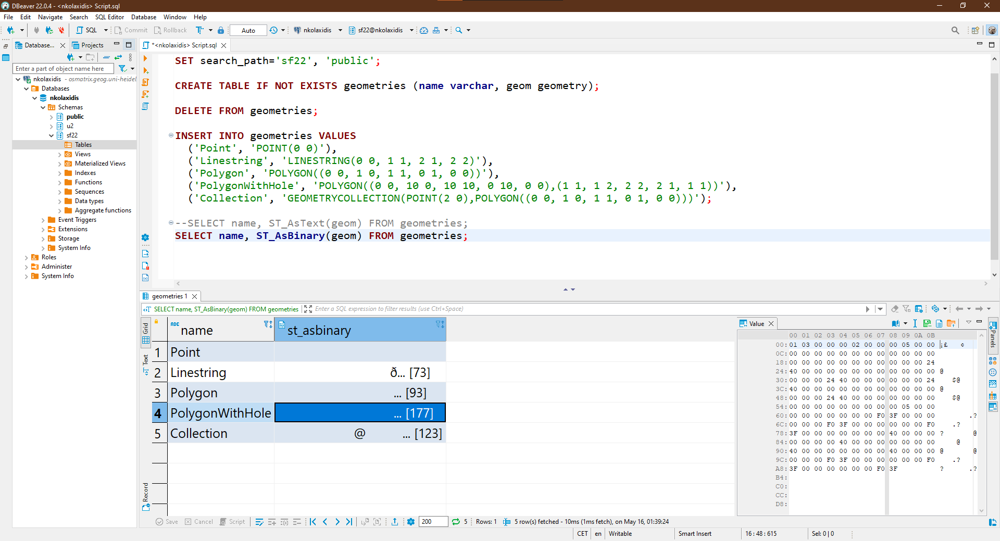 DBeaver 22.0.4 - <nkolaxidis> Script.sql
File Edit Navigate Search SQL Editor Database Window Help
SQL Commit Rollback Auto nkolaxidis sf22@nkolaxidis
Database... Projects
*<nkolaxidis> Script.sql
Enter a part of object name here
nkolaxidis - osmatrix.geog.uni-heidel
Databases
nkolaxidis
Schemas
public
u2
sf22
Tables
Views
Materialized Views
Indexes
Functions
Sequences
Data types
Aggregate functions
Event Triggers
Extensions
Storage
System Info
Roles
Administer
System Info
SET search_path='sf22', 'public';
CREATE TABLE IF NOT EXISTS geometries (name varchar, geom geometry);
DELETE FROM geometries;
INSERT INTO geometries VALUES
('Point', 'POINT(0 0)'),
('Linestring', 'LINESTRING(0 0, 1 1, 2 1, 2 2)'),
('Polygon', 'POLYGON((0 0, 1 0, 1 1, 0 1, 0 0))'),
('PolygonWithHole', 'POLYGON((0 0, 10 0, 10 10, 0 10, 0 0),(1 1, 1 2, 2 2, 2 1, 1 1))'),
('Collection', 'GEOMETRYCOLLECTION(POINT(2 0),POLYGON((0 0, 1 0, 1 1, 0 1, 0 0)))');
--SELECT name, ST_AsText(geom) FROM geometries;
SELECT name, ST_AsBinary(geom) FROM geometries;
geometries 1
SELECT name, ST_AsBinary(geom) FROM geometries
Enter a SQL expression to filter results (use Ctrl+Space)
Grid
Text
Record
ABC name st_asbinary
1 Point
2 Linestring ð... [73]
3 Polygon ... [93]
4 PolygonWithHole ... [177]
5 Collection @ ... [123]
Value
Panels
00 01 02 03 04 05 06 07 08 09 0A 0B
00: 01 03 00 00 00 02 00 00 00 05 00 00 ¡£ ¢
0C: 00 00 00 00 00 00 00 00 00 00 00 00
18: 00 00 00 00 00 00 00 00 00 00 00 24
24: 40 00 00 00 00 00 00 00 00 00 00 00 @
30: 00 00 00 24 40 00 00 00 00 00 00 24 $@
3C: 40 00 00 00 00 00 00 00 00 00 00 00 @
48: 00 00 00 24 40 00 00 00 00 00 00 00 $@
54: 00 00 00 00 00 00 00 00 00 05 00 00
60: 00 00 00 00 00 00 00 F0 3F 00 00 00 .?
6C: 00 00 00 F0 3F 00 00 00 00 00 00 F0 .?
78: 3F 00 00 00 00 00 00 00 40 00 00 00 ? @
84: 00 00 00 00 40 00 00 00 00 00 00 00 @
90: 40 00 00 00 00 00 00 00 40 00 00 00 @ @
9C: 00 00 00 F0 3F 00 00 00 00 00 00 F0 .?
A8: 3F 00 00 00 00 00 00 F0 3F ? .?
B4:
C0:
CC:
D8:
Save Cancel Script 200 5 Rows: 1 5 row(s) fetched - 10ms (1ms fetch), on May 16, 01:39:24
CET en Writable Smart Insert 16 : 48 : 615 Sel: 0 | 0